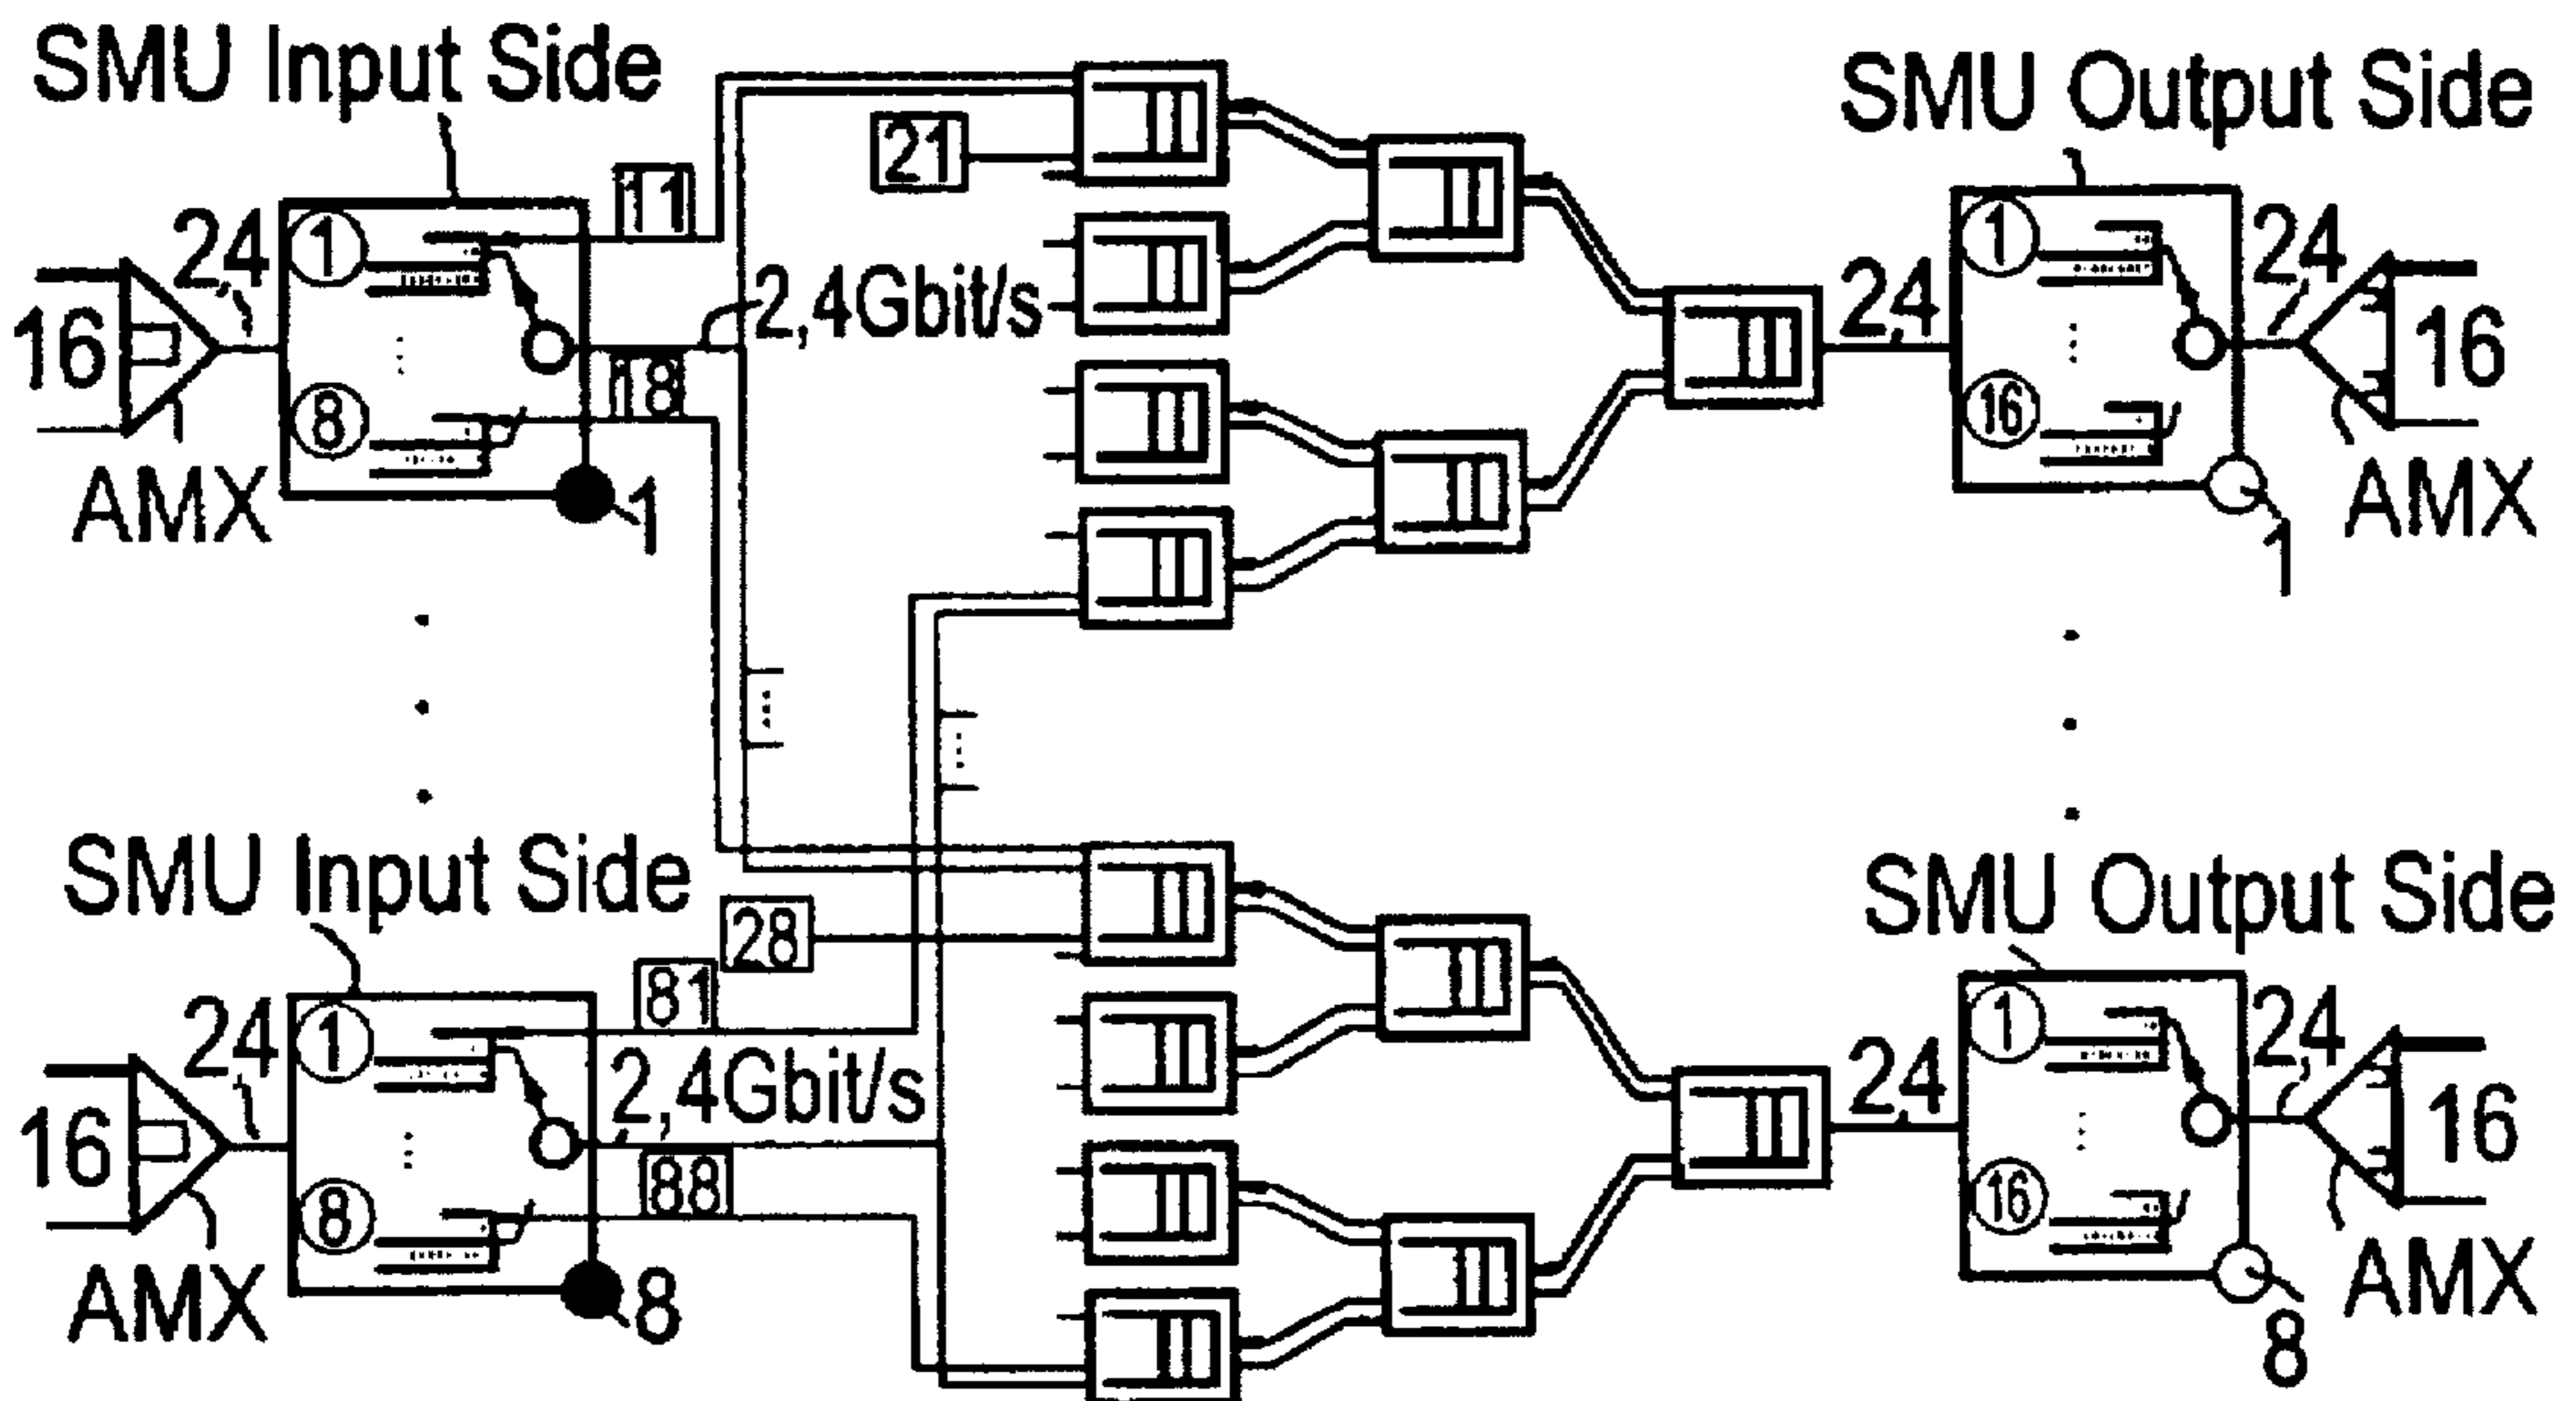 SMU Input Side
SMU Output Side
11
21
24
1
2,4Gbit/s
16
18
8
AMX
1
24
1
24
16
16
AMX
1
SMU Input Side
SMU Output Side
28
81
24
1
2,4Gbit/s
16
88
8
AMX
8
24
1
24
16
16
AMX
8